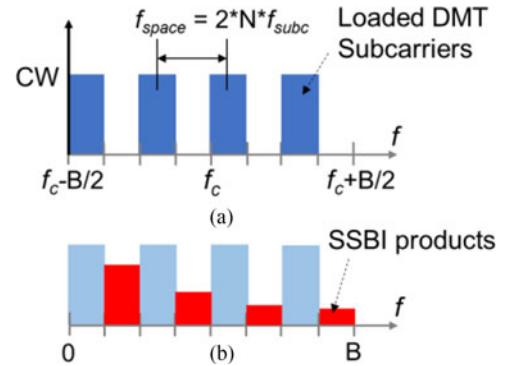 f_space = 2*N*f_subc
Loaded DMT
Subcarriers
CW
f
f_c-B/2
f_c
f_c+B/2
(a)
SSBI products
f
0
(b)
B